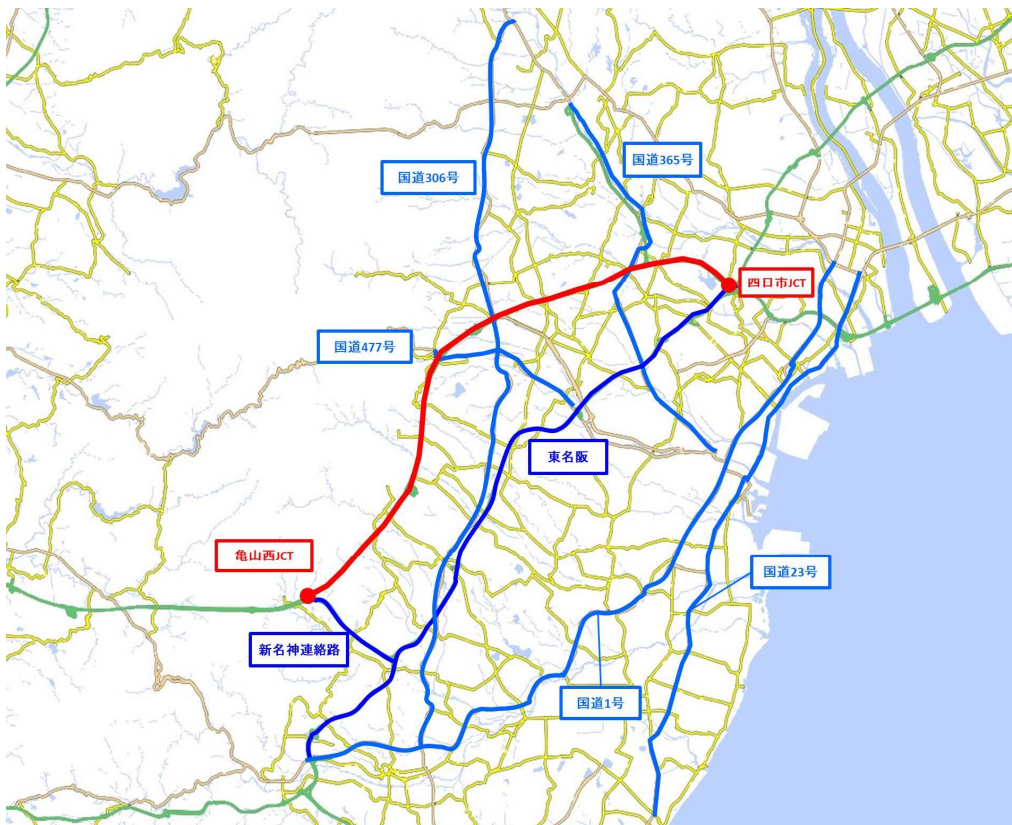 国道306号
国道365号
四日市JCT
国道477号
東名阪
亀山西JCT
国道23号
新名神連絡路
国道1号